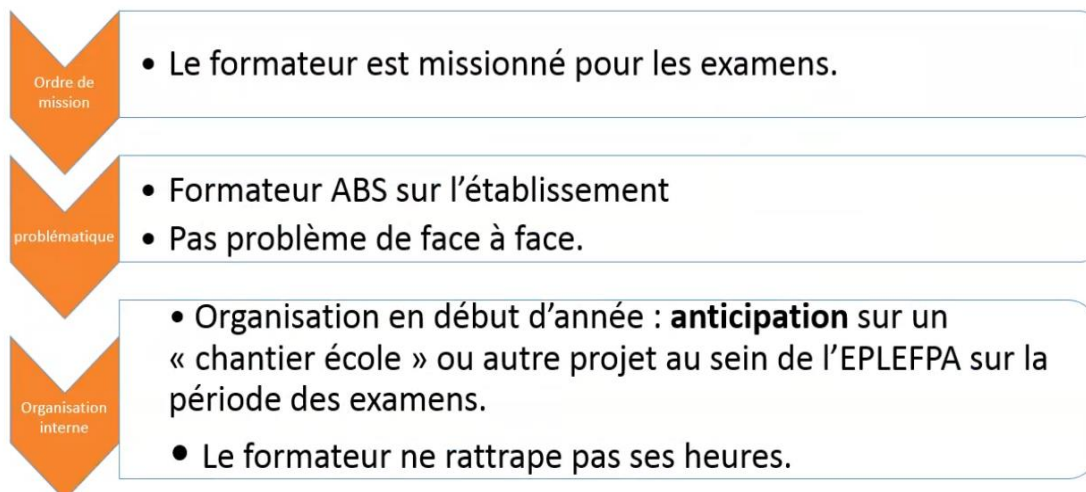 Ordre de
mission
• Le formateur est missionné pour les examens.
problématique
• Formateur ABS sur l’établissement
• Pas problème de face à face.
Organisation
interne
• Organisation en début d’année : anticipation sur un
« chantier école » ou autre projet au sein de l’EPLEFPA sur la
période des examens.
• Le formateur ne rattrape pas ses heures.